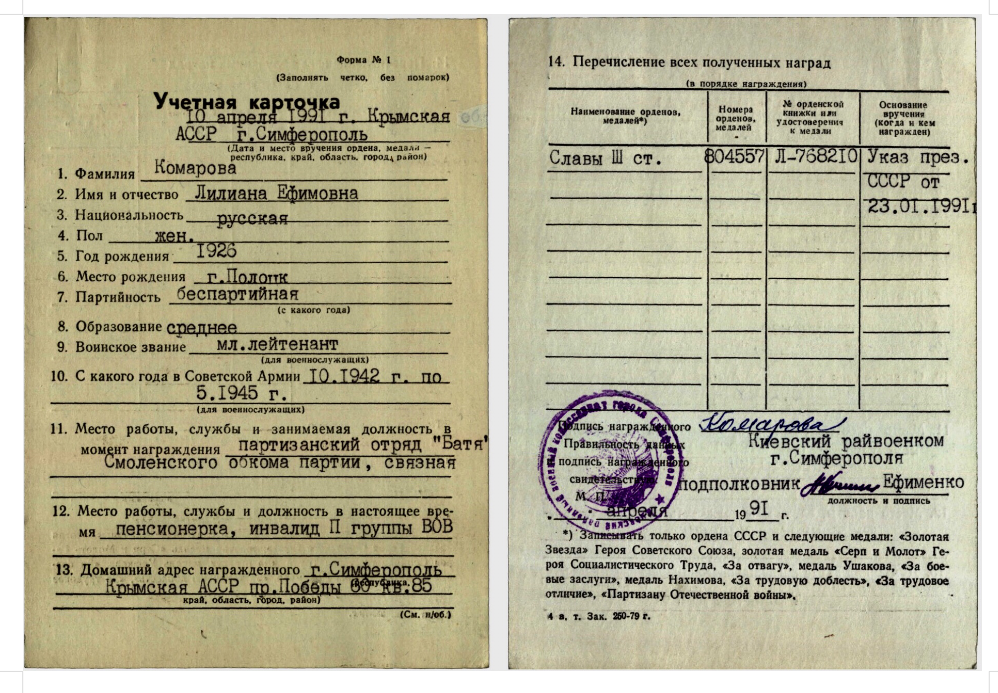 Форма № 1
(Заполнять четко, без помарок)
Учетная карточка
10 апреля 1991 г. Крымская
АССР г.Симферополь
(Дата и место вручения ордена, медали —
республика, край, область, город, район)
1. Фамилия Комарова
2. Имя и отчество Лилиана Ефимовна
3. Национальность русская
4. Пол жен.
5. Год рождения 1926
6. Место рождения г.Полоцк
7. Партийность беспартийная
(с какого года)
8. Образование среднее
9. Воинское звание мл.лейтенант
(для военнослужащих)
10. С какого года в Советской Армии 10.1942 г. по
5.1945 г.
(для военнослужащих)
11. Место работы, службы и занимаемая должность в
момент награждения партизанский отряд "Батя"
Смоленского обкома партии, связная
12. Место работы, службы и должность в настоящее вре-
мя пенсионерка, инвалид П группы ВОВ
13. Домашний адрес награжденного г.Симферополь
(республика,
Крымская АССР пр.Победы кв.85
край, область, город, район)
(См. н/об.)
14. Перечисление всех полученных наград
(в порядке награждения)
Наименование орденов, медалей*)
Номера орденов, медалей
№ орденской книжки или удостоверения к медали
Основание вручения (когда и кем награжден)
Славы Ш ст. 804557 Л-768210 Указ през.
СССР от
23.01.1991г
Подпись награжденного Комарова
Правильность данных Киевский райвоенком
подпись награжденного г.Симферополя
свидетельствую подполковник Ефименко
М. П. должность и подпись
апреля 1991 г.
*) Записывать только ордена СССР и следующие медали: «Золотая
Звезда» Героя Советского Союза, золотая медаль «Серп и Молот» Ге-
роя Социалистического Труда, «За отвагу», медаль Ушакова, «За бое-
вые заслуги», медаль Нахимова, «За трудовую доблесть», «За трудовое
отличие», «Партизану Отечественной войны».
4 в. т. Зак. 250-79 г.